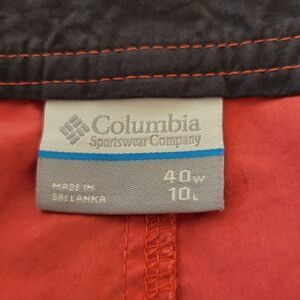 Columbia
Sportswear Company
MADE IN
SRI LANKA
40W
10L